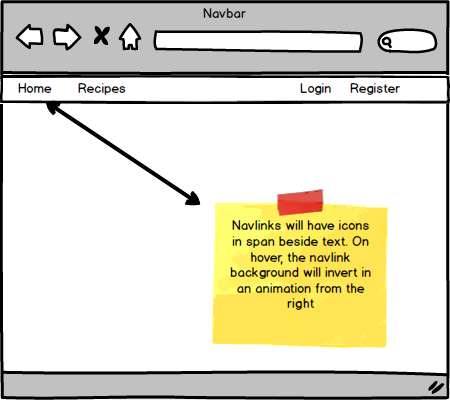 Navbar
Home Recipes Login Register
Navlinks will have icons
in span beside text. On
hover, the navlink
background will invert in
an animation from the
right